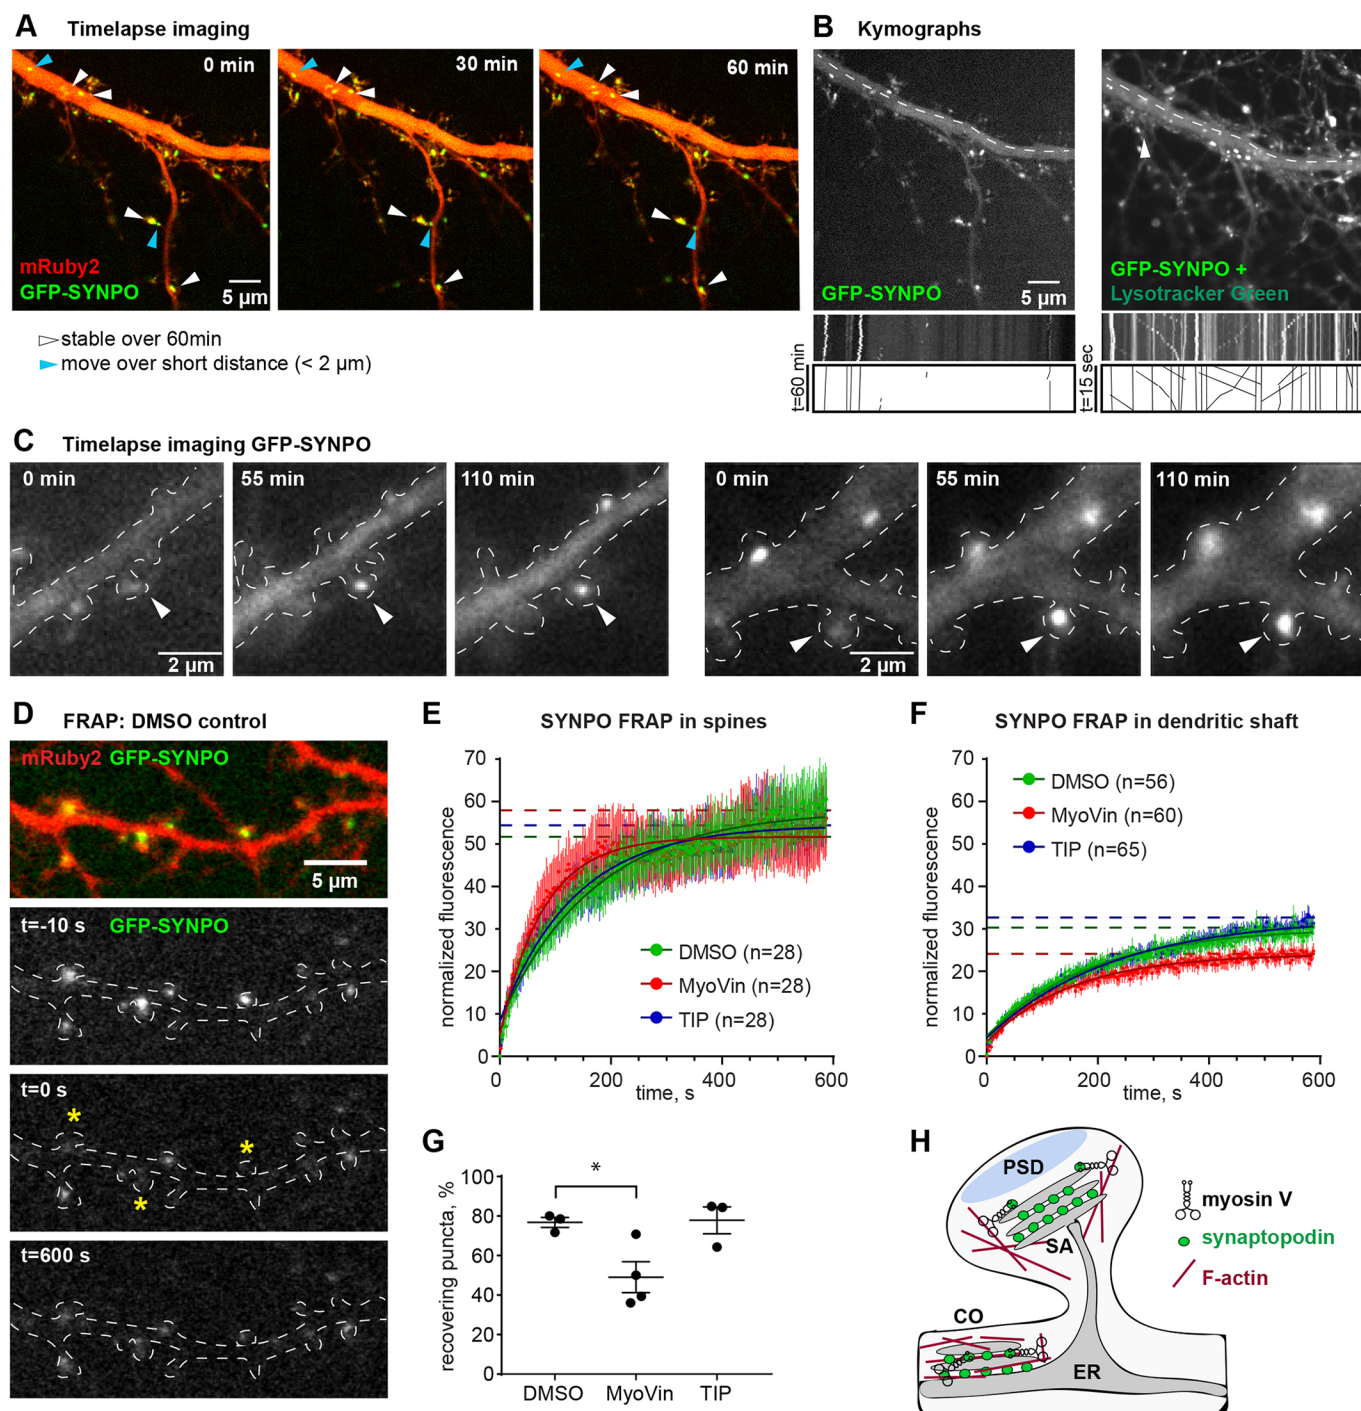 A Timelapse imaging
0 min
30 min
60 min
mRuby2
GFP-SYNPO
5 µm
stable over 60min
move over short distance (< 2 µm)
B Kymographs
GFP-SYNPO
5 µm
GFP-SYNPO +
Lysotracker Green
t=60 min
t=15 sec
C Timelapse imaging GFP-SYNPO
0 min
55 min
110 min
2 µm
0 min
55 min
110 min
2 µm
D FRAP: DMSO control
mRuby2 GFP-SYNPO
5 µm
t=-10 s GFP-SYNPO
t=0 s
* * *
t=600 s
E SYNPO FRAP in spines
normalized fluorescence
70
60
50
40
30
20
10
0
DMSO (n=28)
MyoVin (n=28)
TIP (n=28)
0 200 400 600
time, s
F SYNPO FRAP in dendritic shaft
normalized fluorescence
70
60
50
40
30
20
10
0
DMSO (n=56)
MyoVin (n=60)
TIP (n=65)
0 200 400 600
time, s
G
recovering puncta, %
100
80
60
40
20
0
*
DMSO MyoVin TIP
H
PSD
SA
CO
ER
myosin V
synaptopodin
F-actin